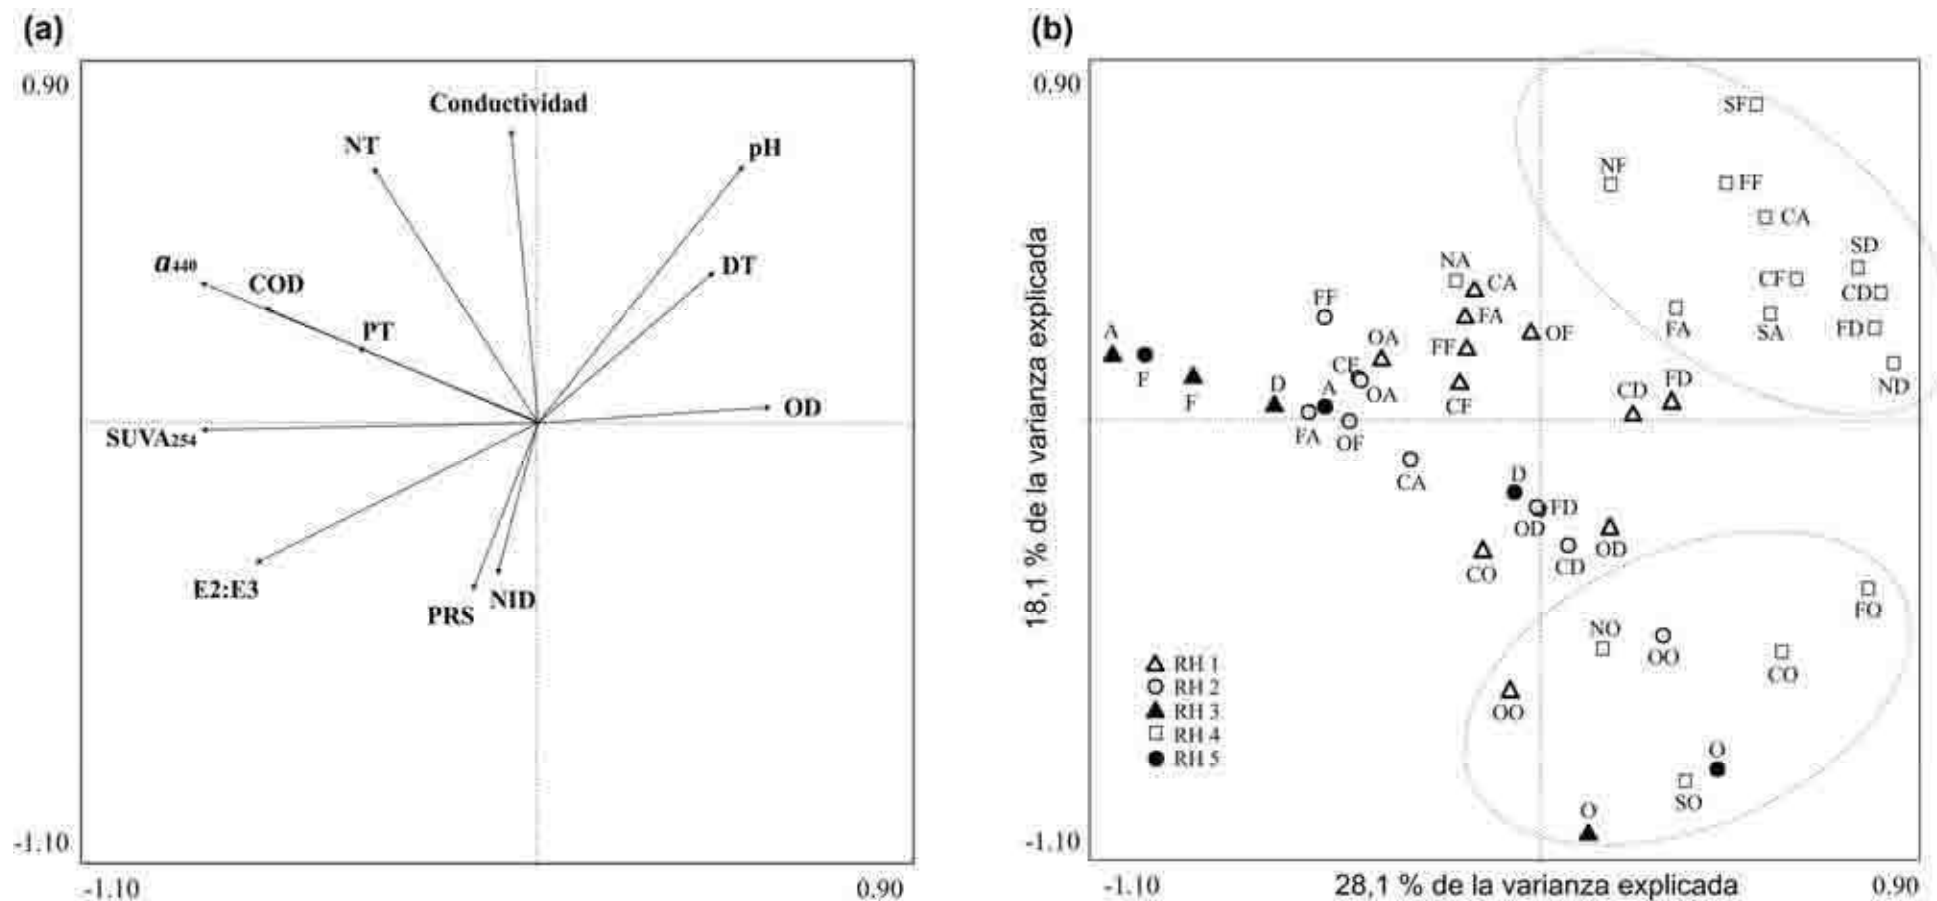 (a)
0.90
Conductividad
NT
pH
a440
COD
DT
PT
OD
SUVA254
E2:E3
PRS
NID
-1.10
-1.10
0.90
(b)
0.90
18,1 % de la varianza explicada
SF
NF
FF
CA
SD
NA
CA
CF
CD
FF
FA
OF
FA
SA
FD
A
OA
FF
ND
F
F
D
CF
A
OA
CF
CD
FD
FA
OF
CA
D
FD
OD
OD
CO
CD
FO
NO
OO
CO
RH 1
RH 2
RH 3
RH 4
RH 5
OO
O
SO
O
-1.10
-1.10
28,1 % de la varianza explicada
0.90